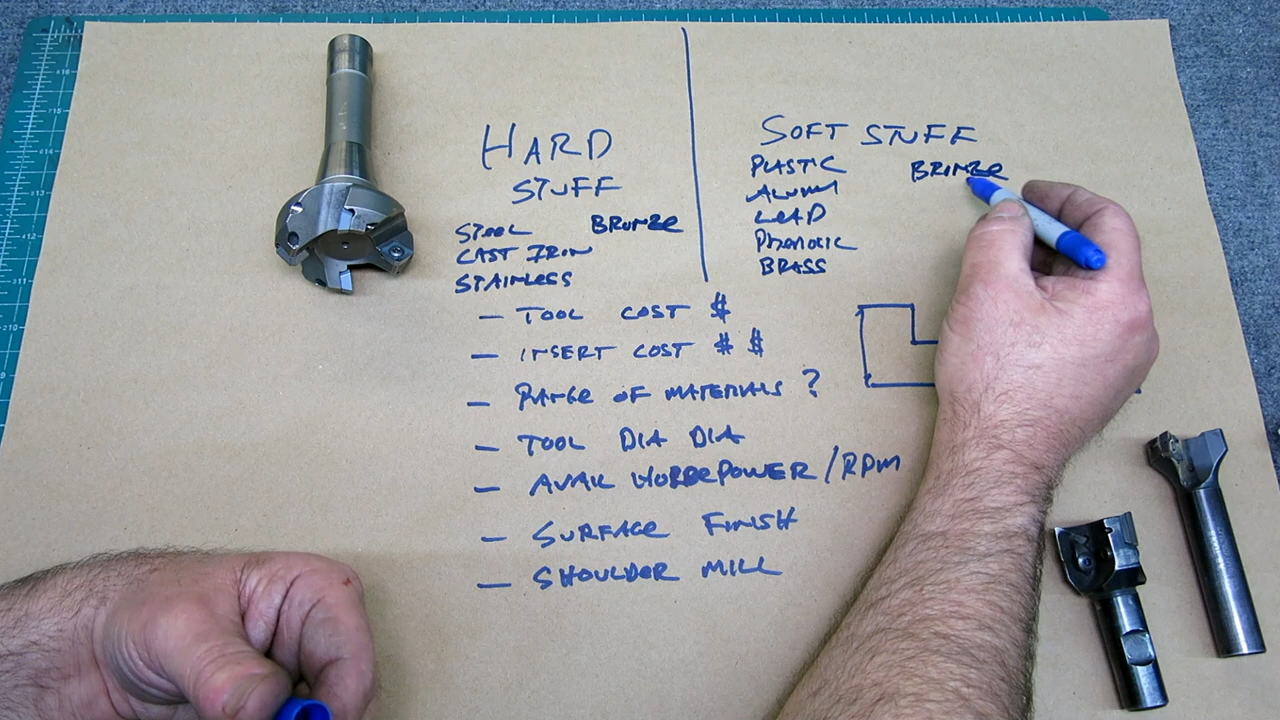 HARD
STUFF
STEEL BRONZE
CAST IRON
STAINLESS
SOFT STUFF
PLASTIC BRONZE
ALUM
LEAD
PHENOLIC
BRASS
— TOOL COST $
— INSERT COST $ $
— RANGE OF MATERIALS ?
— TOOL DIA DIA
— AVAIL HORSEPOWER/RPM
— SURFACE FINISH
— SHOULDER MILL